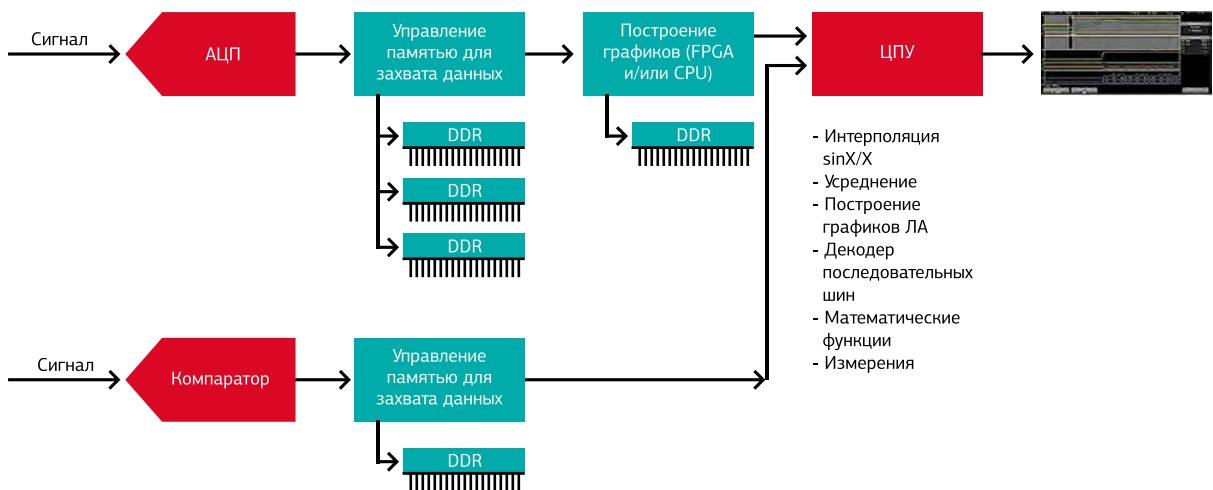 Сигнал
АЦП
Управление
памятью для
захвата данных
Построение
графиков (FPGA
и/или CPU)
ЦПУ
DDR
DDR
DDR
DDR
- Интерполяция
sinX/X
- Усреднение
- Построение
графиков ЛА
- Декодер
последовательных
шин
- Математические
функции
- Измерения
Сигнал
Компаратор
Управление
памятью для
захвата данных
DDR